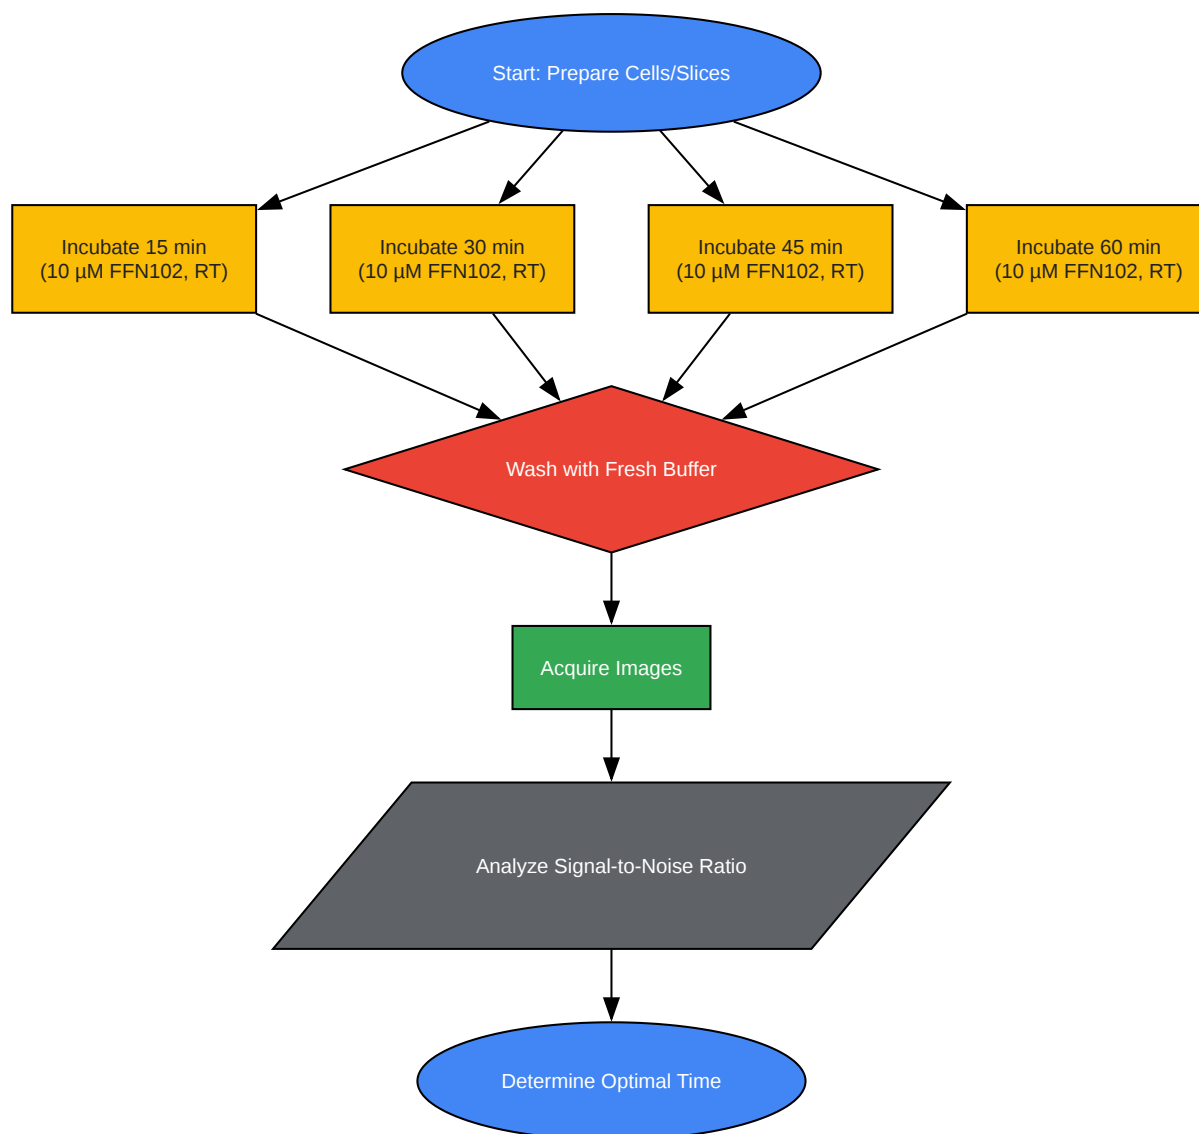 Start: Prepare Cells/Slices
Incubate 15 min
(10 µM FFN102, RT)
Incubate 30 min
(10 µM FFN102, RT)
Incubate 45 min
(10 µM FFN102, RT)
Incubate 60 min
(10 µM FFN102, RT)
Wash with Fresh Buffer
Acquire Images
Analyze Signal-to-Noise Ratio
Determine Optimal Time